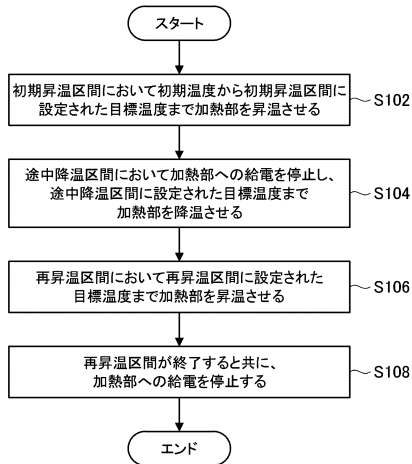 スタート
初期昇温区間において初期温度から初期昇温区間に
設定された目標温度まで加熱部を昇温させる
S102
途中降温区間において加熱部への給電を停止し、
途中降温区間に設定された目標温度まで
加熱部を降温させる
S104
再昇温区間において再昇温区間に設定された
目標温度まで加熱部を昇温させる
S106
再昇温区間が終了すると共に、
加熱部への給電を停止する
S108
エンド